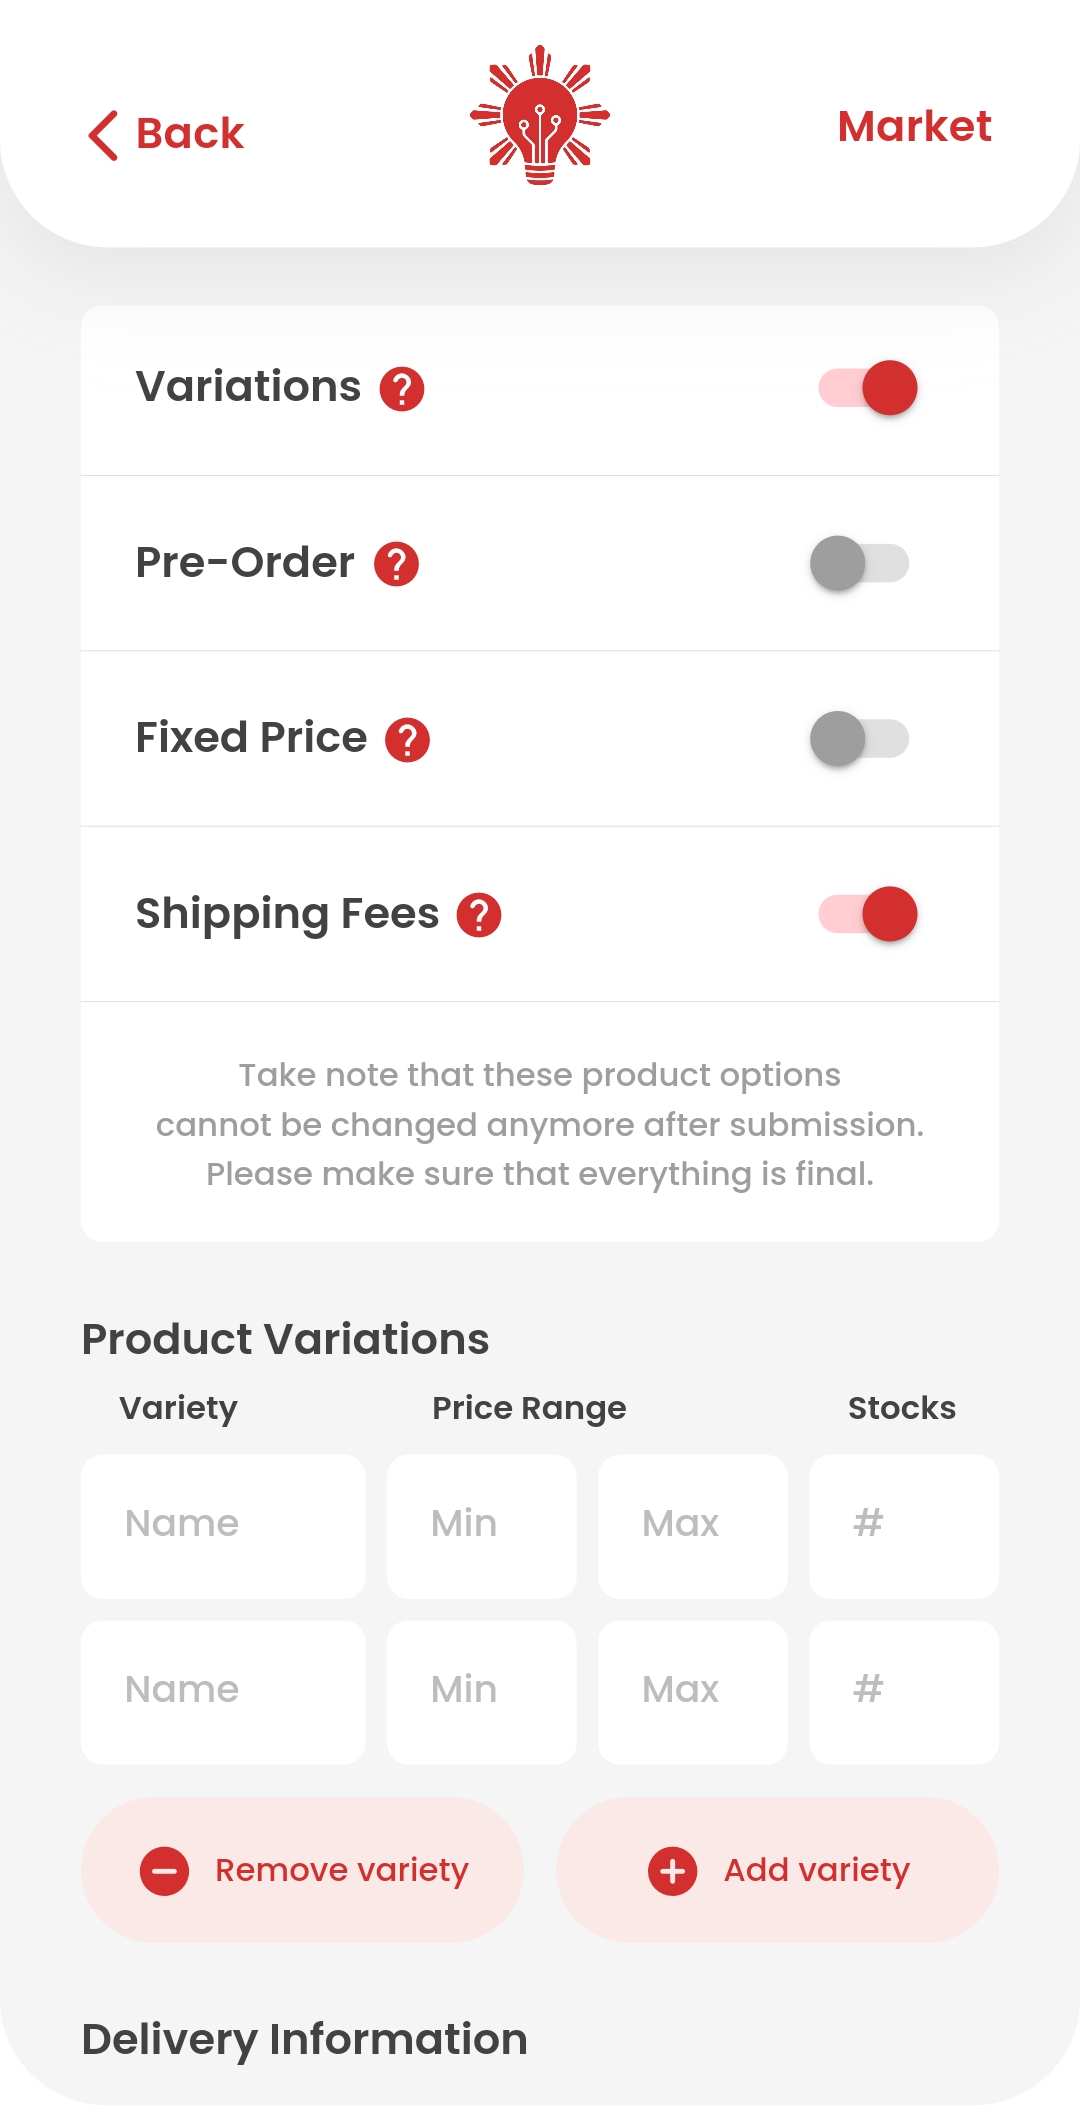 Back
Market
Variations ?
Pre-Order ?
Fixed Price ?
Shipping Fees ?
Take note that these product options
cannot be changed anymore after submission.
Please make sure that everything is final.
Product Variations
Variety Price Range Stocks
Name Min Max #
Name Min Max #
Remove variety Add variety
Delivery Information